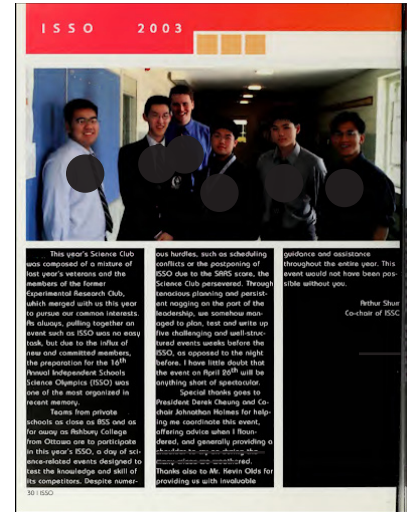 ISSO 2003
This year's Science Club
was composed of a mixture of
last year's veterans and the
members of the former
Experimental Research Club,
which merged with us this year
to pursue our common interests.
As always, pulling together an
event such as ISSO was no easy
task, but due to the influx of
new and committed members,
the preparation for the 16th
Annual Independent Schools
Science Olympics (ISSO) was
one of the most organized in
recent memory.
Teams from private
schools as close as BSS and as
far away as Ashbury College
from Ottawa are to participate
in this year's ISSO, a day of sci-
ence-related events designed to
test the knowledge and skill of
its competitors. Despite numer-
ous hurdles, such as scheduling
conflicts or the postponing of
ISSO due to the SARS scare, the
Science Club persevered. Through
tenacious planning and persist-
ent nagging on the part of the
leadership, we somehow man-
aged to plan, test and write up
five challenging and well-struc-
tured events weeks before the
ISSO, as opposed to the night
before. I have little doubt that
the event on April 26th will be
anything short of spectacular.
Special thanks goes to
President Derek Cheung and Co-
chair Johnathan Holmes for help-
ing me coordinate this event,
offering advice when I floun-
dered, and generally providing a
shoulder to cry on during the
many crises we weathered.
Thanks also to Mr. Kevin Olds for
providing us with invaluable
guidance and assistance
throughout the entire year. This
event would not have been pos-
sible without you.
Arthur
Co-chair of ISSO
30 | ISSO